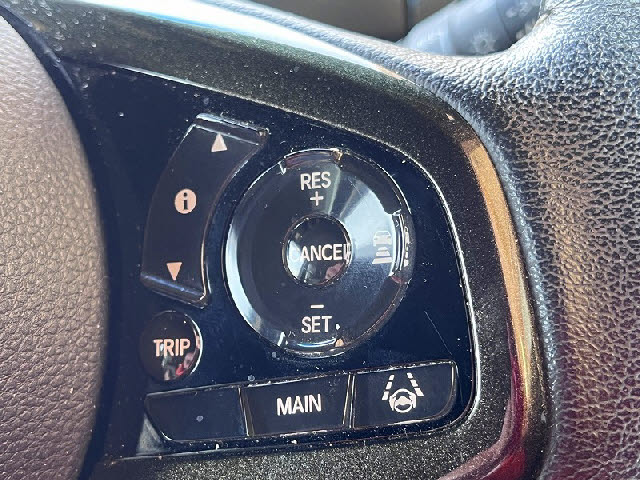 RES
+
i
CANCEL
−
SET
TRIP
MAIN